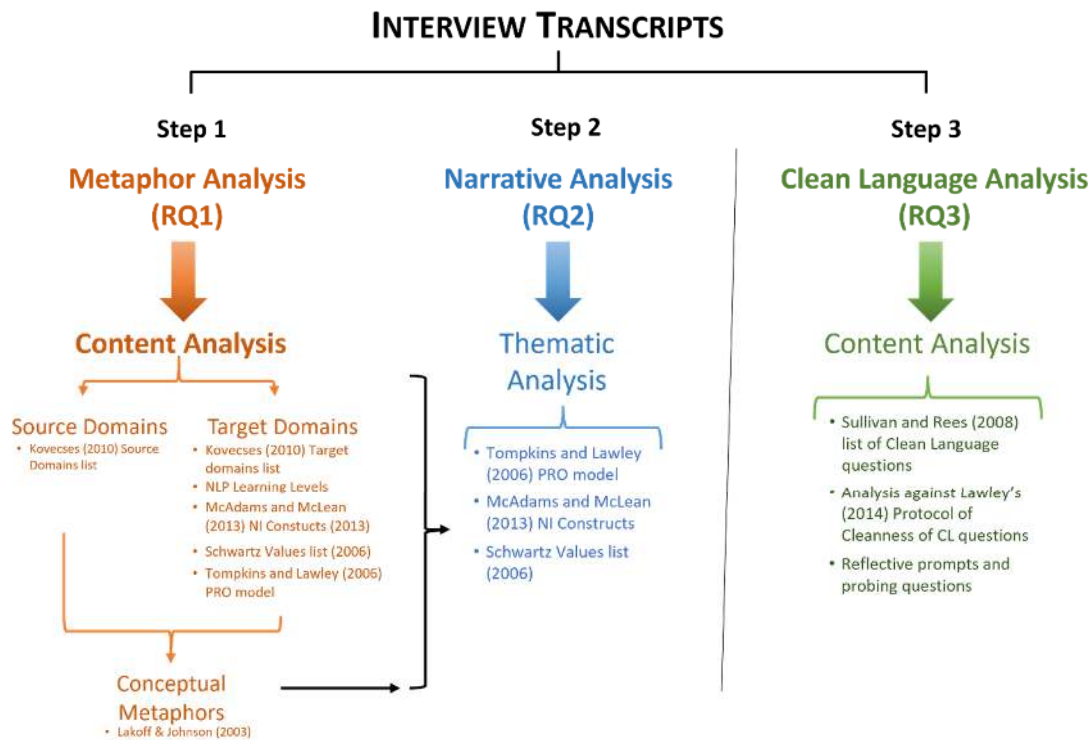 INTERVIEW TRANSCRIPTS
Step 1
Metaphor Analysis
(RQ1)
Content Analysis
Source Domains
• Kovecses (2010) Source
Domains list
Target Domains
• Kovecses (2010) Target
domains list
• NLP Learning Levels
• McAdams and McLean
(2013) NI Constucts (2013)
• Schwartz Values list (2006)
• Tompkins and Lawley (2006)
PRO model
Conceptual
Metaphors
• Lakoff & Johnson (2003)
Step 2
Narrative Analysis
(RQ2)
Thematic
Analysis
• Tompkins and Lawley
(2006) PRO model
• McAdams and McLean
(2013) NI Constructs
• Schwartz Values list
(2006)
Step 3
Clean Language Analysis
(RQ3)
Content Analysis
• Sullivan and Rees (2008)
list of Clean Language
questions
• Analysis against Lawley's
(2014) Protocol of
Cleanness of CL questions
• Reflective prompts and
probing questions